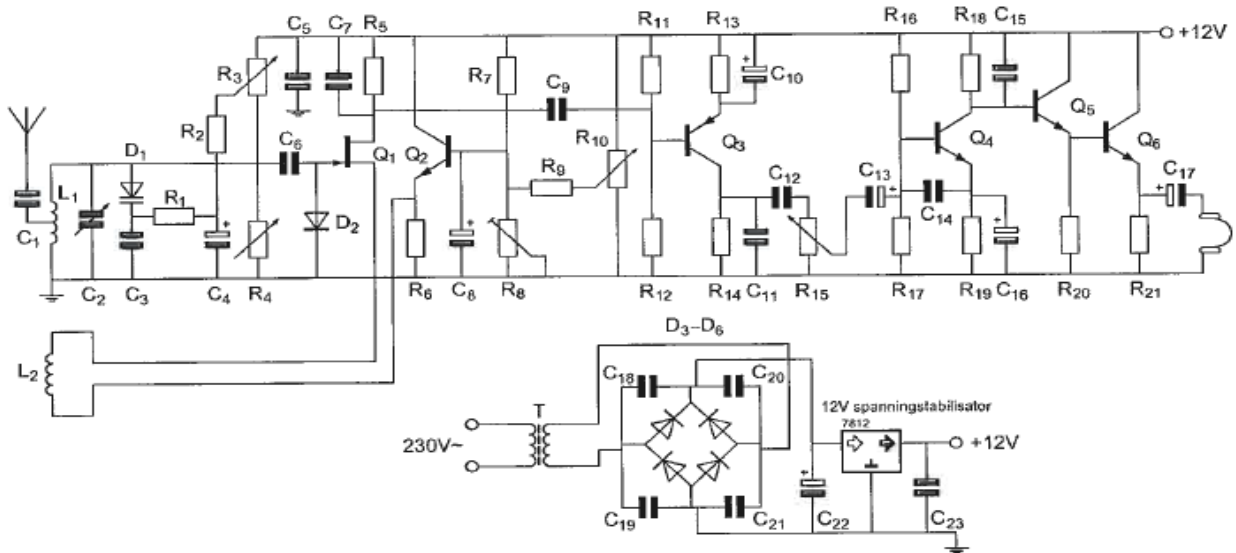 R11 R13 R16 R18 C15
C5 C7 R5
+12V
R3 R7 C10
C9
R2 Q5
R10
C6 Q1 Q2 Q3 Q4 Q6
D1
R9 C12 C13 C17
L1 R1
C14
C1 D2
C2 C3 C4 R4 R6 C8 R8 R12 R14 C11 R15 R17 R19 C16 R20 R21
D3–D6
L2
C18 C20
12V spanningstabilisator
T 7812
230V~ +12V
C19 C21 C22 C23